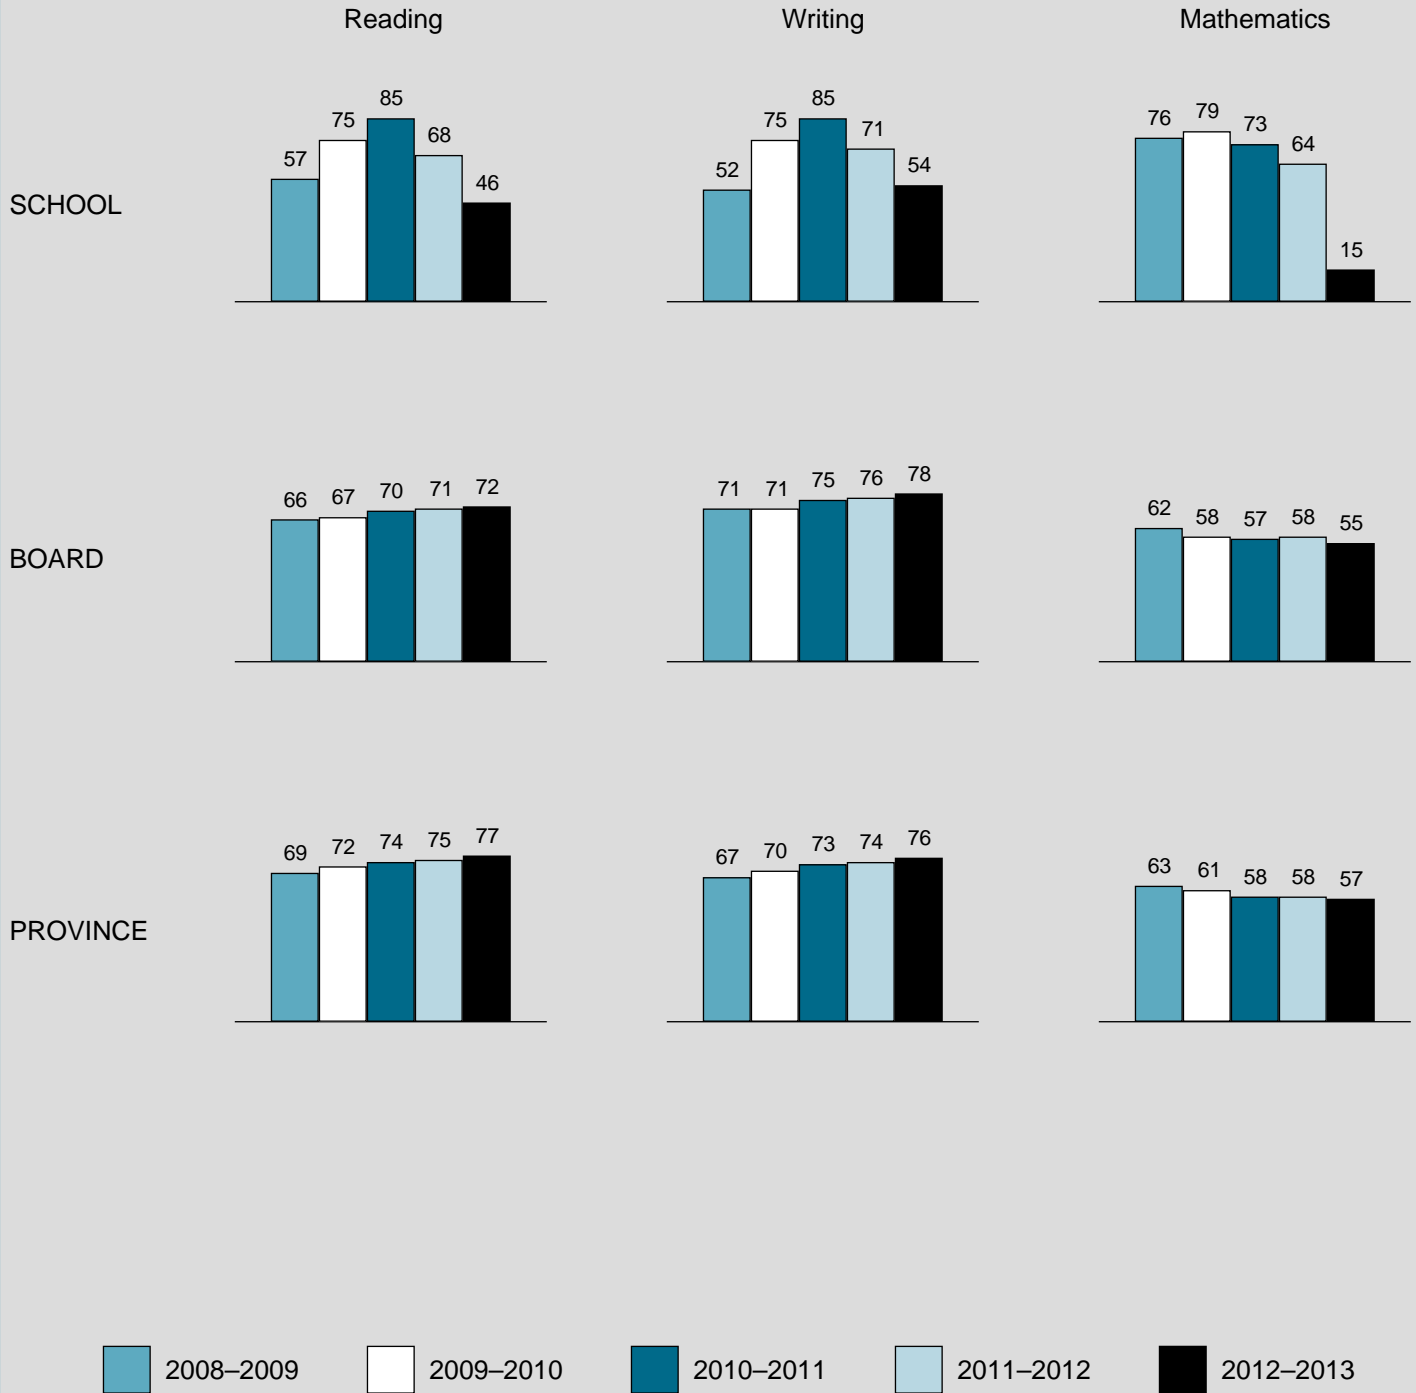 Reading Writing Mathematics
SCHOOL
57 75 85 68 46
52 75 85 71 54
76 79 73 64 15
BOARD
66 67 70 71 72
71 71 75 76 78
62 58 57 58 55
PROVINCE
69 72 74 75 77
67 70 73 74 76
63 61 58 58 57
2008–2009 2009–2010 2010–2011 2011–2012 2012–2013